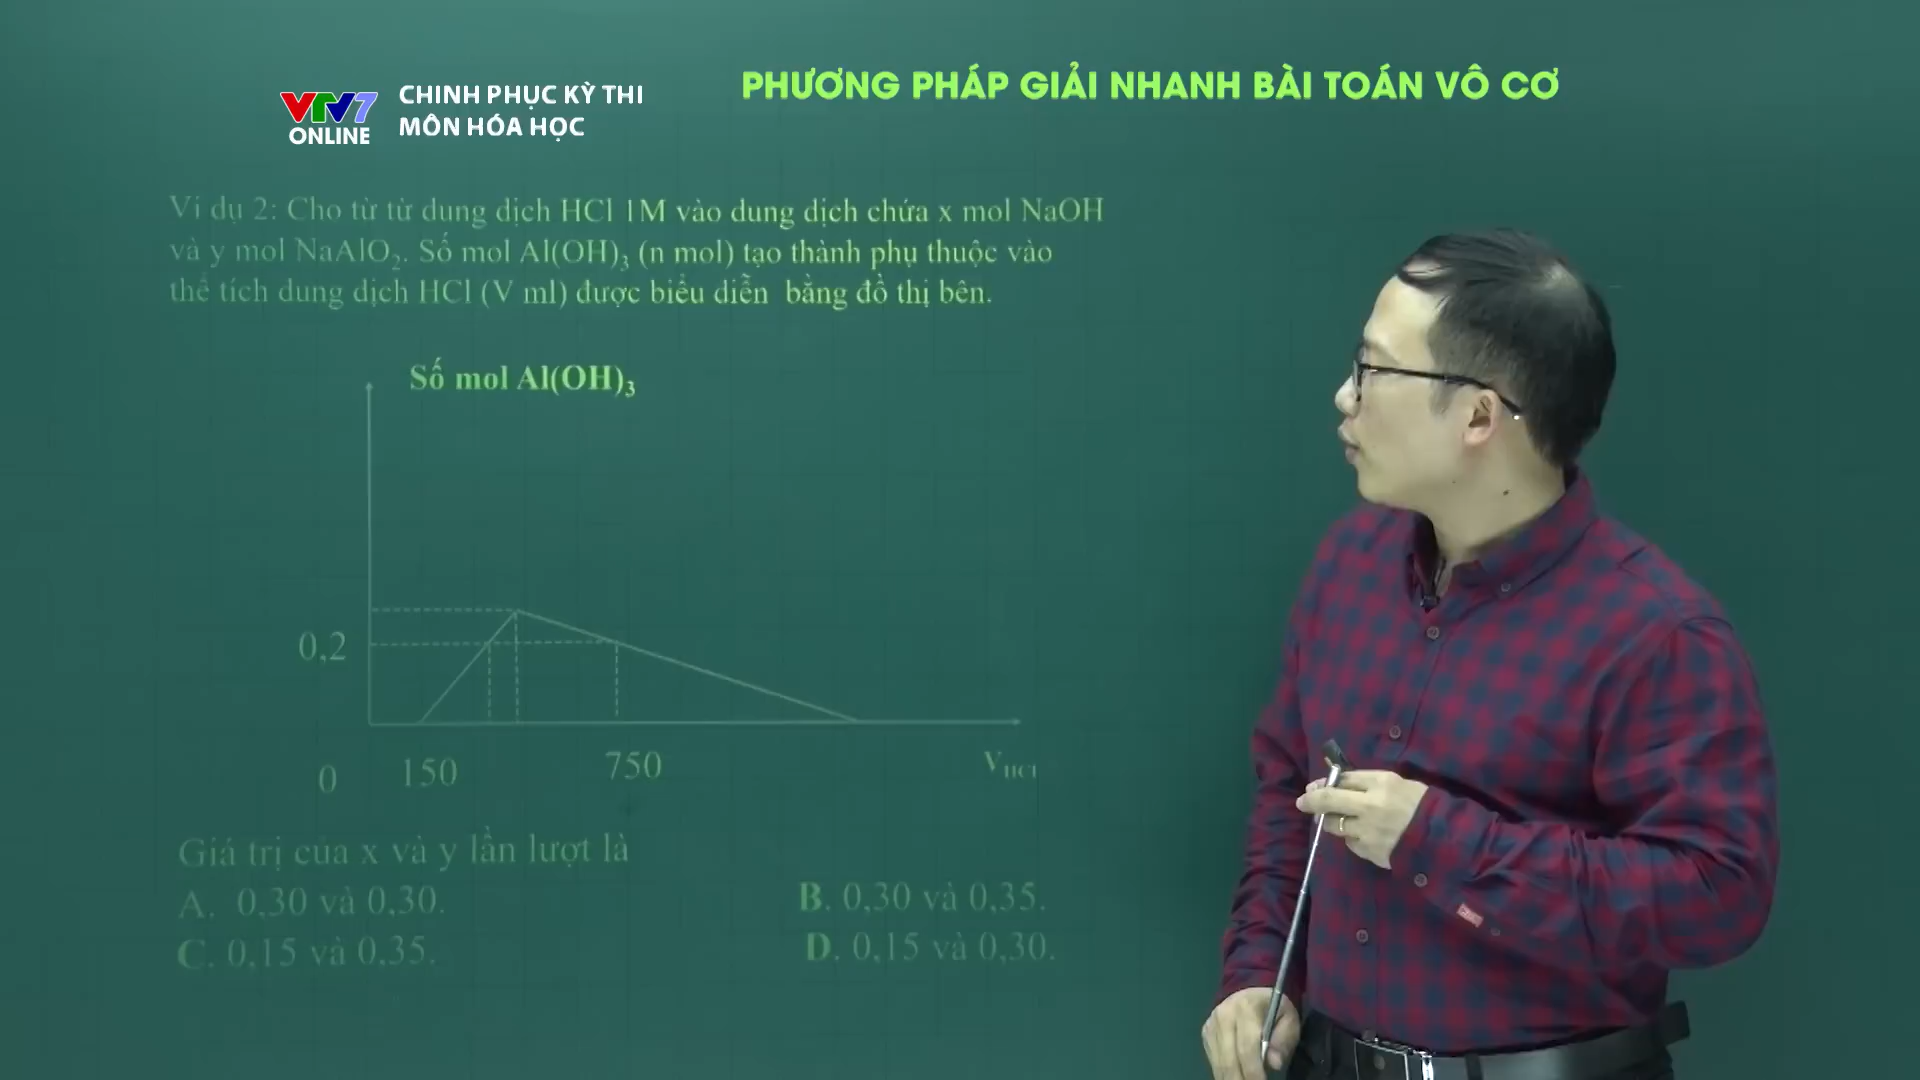 VTV7
ONLINE
CHINH PHỤC KỲ THI
MÔN HÓA HỌC
PHƯƠNG PHÁP GIẢI NHANH BÀI TOÁN VÔ CƠ
Ví dụ 2: Cho từ từ dung dịch HCl 1M vào dung dịch chứa x mol NaOH
và y mol NaAlO₂. Số mol Al(OH)₃ (n mol) tạo thành phụ thuộc vào
thể tích dung dịch HCl (V ml) được biểu diễn bằng đồ thị bên.
Số mol Al(OH)₃
0,2
0 150 750 V HCl
Giá trị của x và y lần lượt là
A. 0,30 và 0,30.
B. 0,30 và 0,35.
C. 0,15 và 0,35.
D. 0,15 và 0,30.